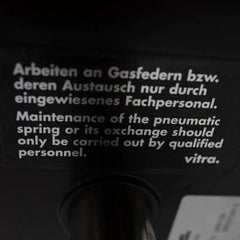 Arbeiten an Gasfedern bzw.
deren Austausch nur durch
eingewiesenes Fachpersonal.
Maintenance of the pneumatic
spring or its exchange should
only be carried out by qualified
personnel. vitra.